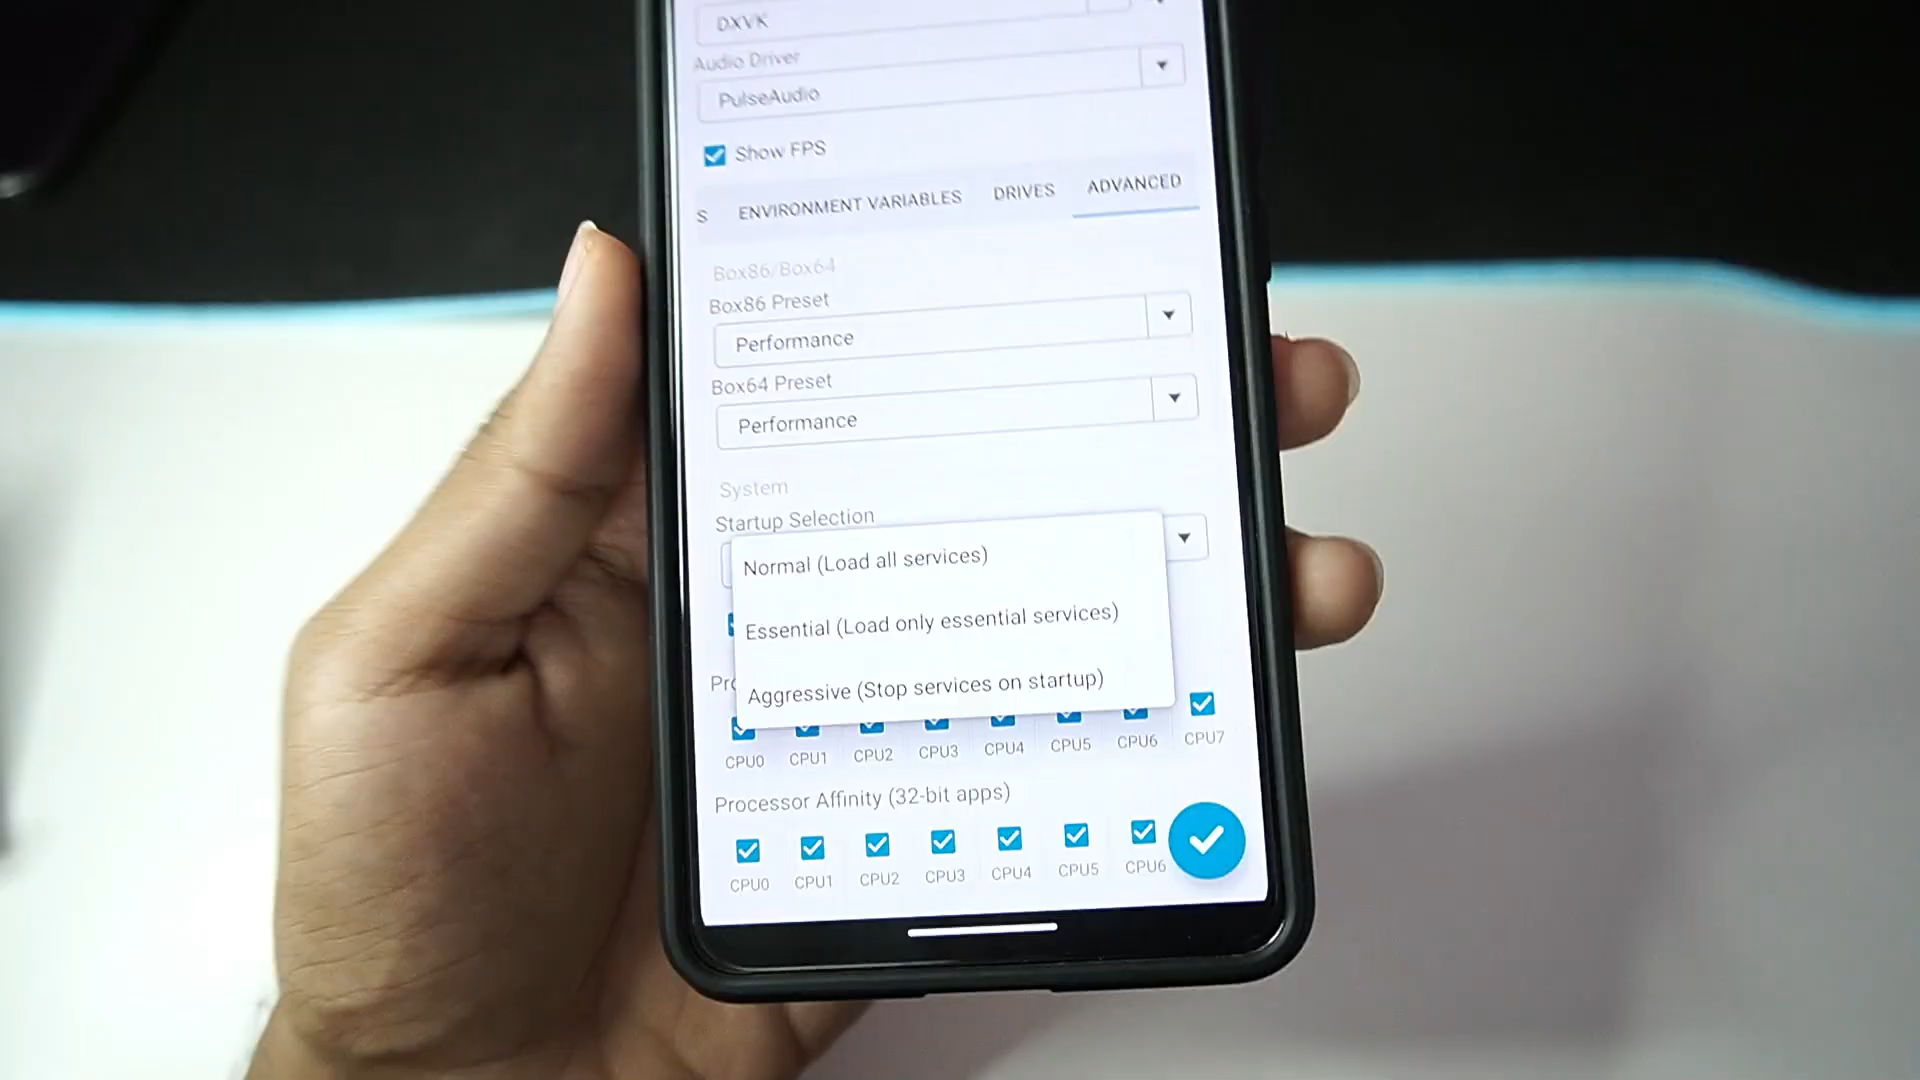 DXVK
Audio Driver
PulseAudio
Show FPS
S ENVIRONMENT VARIABLES DRIVES ADVANCED
Box86/Box64
Box86 Preset
Performance
Box64 Preset
Performance
System
Startup Selection
Normal (Load all services)
Essential (Load only essential services)
Aggressive (Stop services on startup)
CPU0 CPU1 CPU2 CPU3 CPU4 CPU5 CPU6 CPU7
Processor Affinity (32-bit apps)
CPU0 CPU1 CPU2 CPU3 CPU4 CPU5 CPU6